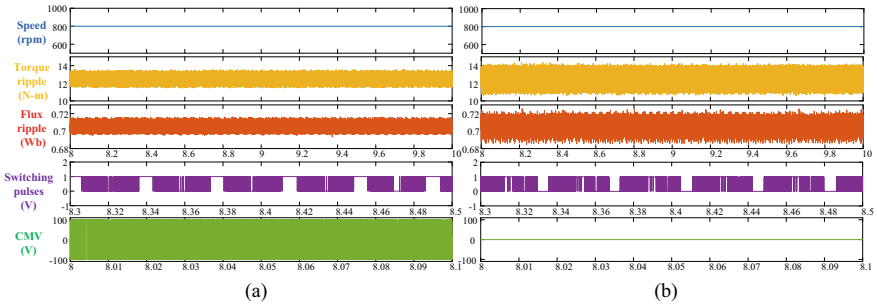 1000
800
600
Speed
(rpm)
14
12
10
Torque
ripple
(N-m)
0.72
0.7
0.68
Flux
ripple
(Wb)
8 8.2 8.4 8.6 8.8 9 9.2 9.4 9.6 9.8 10
2
1
0
-1
Switching
pulses
(V)
8.3 8.32 8.34 8.36 8.38 8.4 8.42 8.44 8.46 8.48 8.5
100
0
-100
CMV
(V)
8 8.01 8.02 8.03 8.04 8.05 8.06 8.07 8.08 8.09 8.1
(a)
1000
800
600
14
12
10
0.72
0.7
0.68
8 8.2 8.4 8.6 8.8 9 9.2 9.4 9.6 9.8 10
2
1
0
-1
8.3 8.32 8.34 8.36 8.38 8.4 8.42 8.44 8.46 8.48 8.5
100
0
-100
8 8.01 8.02 8.03 8.04 8.05 8.06 8.07 8.08 8.09 8.1
(b)